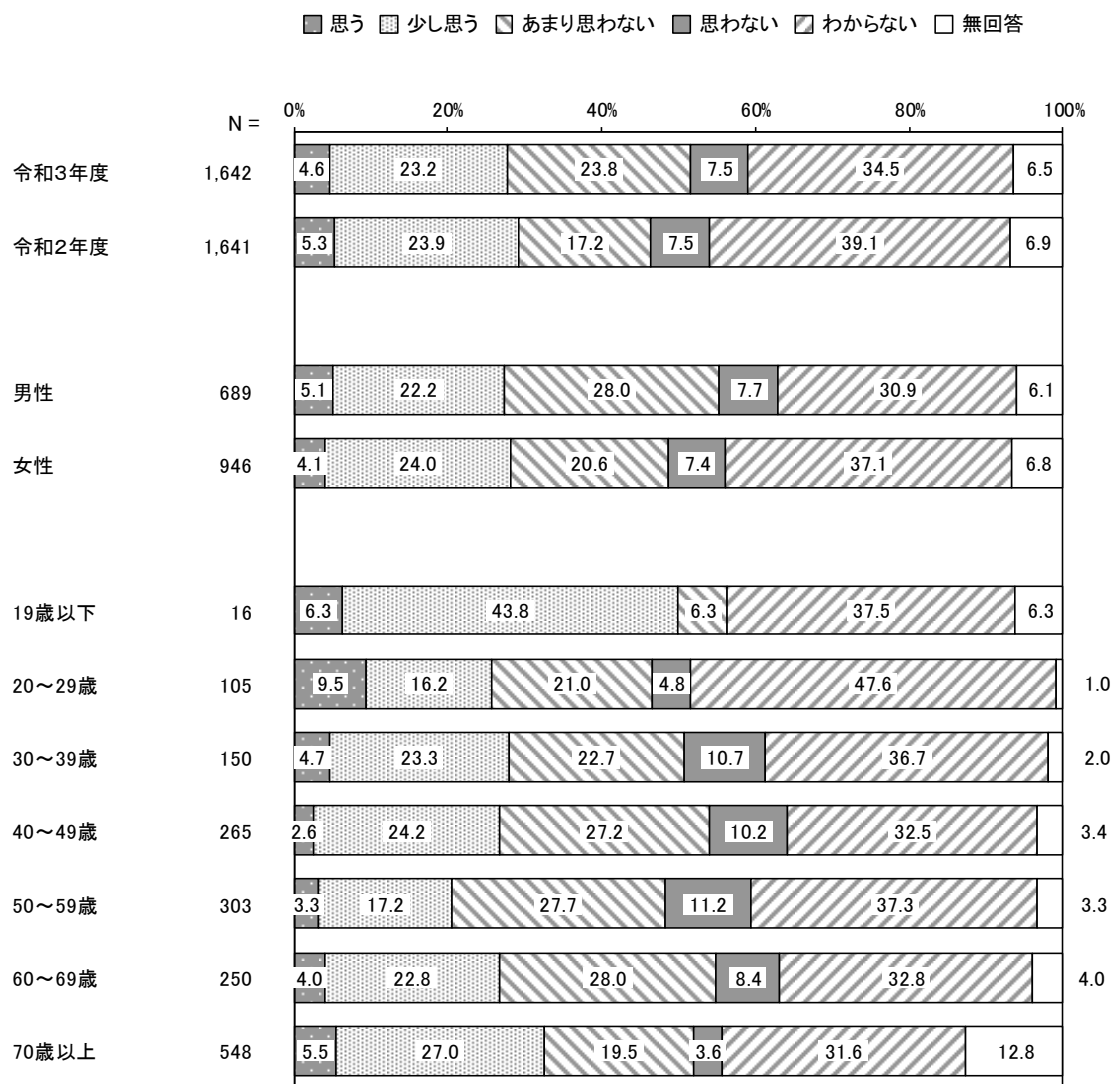 思う 少し思う あまり思わない 思わない わからない 無回答
0% 20% 40% 60% 80% 100%
N =
令和3年度 1,642 4.6 23.2 23.8 7.5 34.5 6.5
令和2年度 1,641 5.3 23.9 17.2 7.5 39.1 6.9
男性 689 5.1 22.2 28.0 7.7 30.9 6.1
女性 946 4.1 24.0 20.6 7.4 37.1 6.8
19歳以下 16 6.3 43.8 6.3 37.5 6.3
20～29歳 105 9.5 16.2 21.0 4.8 47.6 1.0
30～39歳 150 4.7 23.3 22.7 10.7 36.7 2.0
40～49歳 265 2.6 24.2 27.2 10.2 32.5 3.4
50～59歳 303 3.3 17.2 27.7 11.2 37.3 3.3
60～69歳 250 4.0 22.8 28.0 8.4 32.8 4.0
70歳以上 548 5.5 27.0 19.5 3.6 31.6 12.8